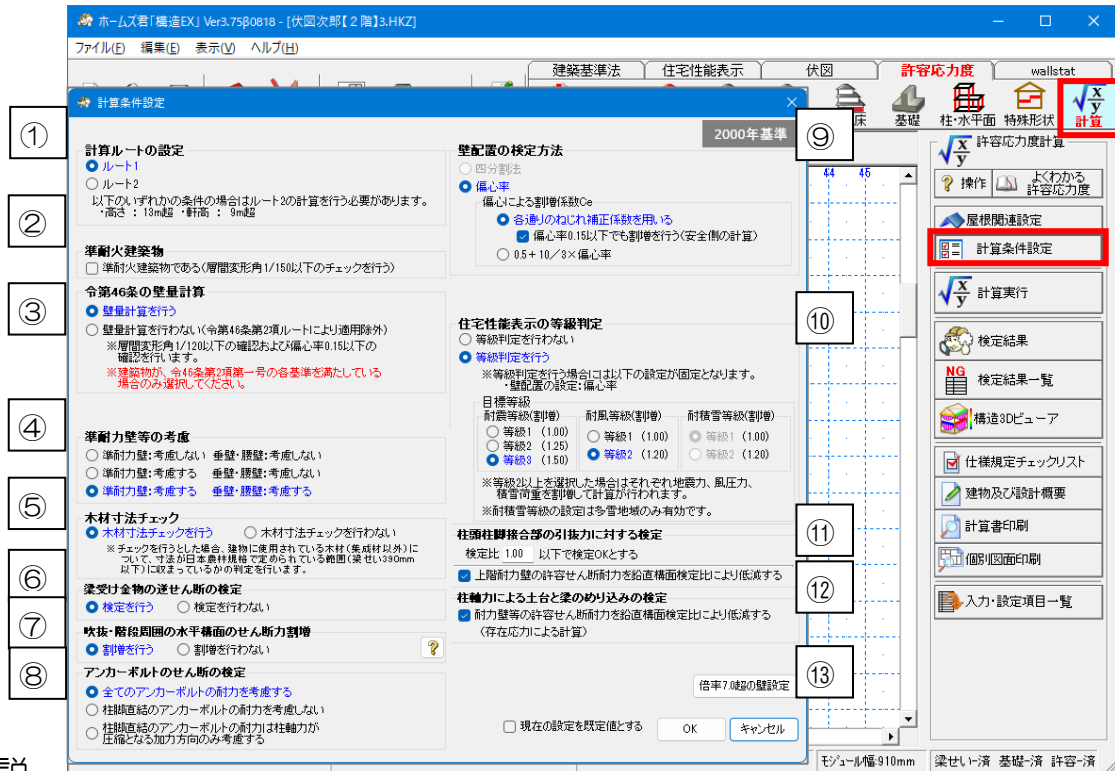 ホームズ君「構造EX」 Ver3.75β0818 - [伏図次郎【２階】3.HKZ]
ファイル(F) 編集(E) 表示(V) ヘルプ(H)
建築基準法 住宅性能表示 伏図 許容応力度 wallstat
床 基礎 柱・水平面 特殊形状 計算
計算条件設定
2000年基準
①
計算ルートの設定
ルート1
ルート2
以下のいずれかの条件の場合はルート2の計算を行う必要があります。
・高さ : 13m超 ・軒高 : 9m超
②
準耐火建築物
準耐火建築物である(層間変形角1/150以下のチェックを行う)
③
令第46条の壁量計算
壁量計算を行う
壁量計算を行わない(令第46条第2項ルートにより適用除外)
※層間変形角1/120以下の確認および偏心率0.15以下の
確認を行います。
※建築物が、令46条第2項第一号の各基準を満たしている
場合のみ選択してください。
④
準耐力壁等の考慮
準耐力壁:考慮しない 垂壁・腰壁:考慮しない
準耐力壁:考慮する 垂壁・腰壁:考慮しない
準耐力壁:考慮する 垂壁・腰壁:考慮する
⑤
木材寸法チェック
木材寸法チェックを行う 木材寸法チェックを行わない
※チェックを行うとした場合、建物に使用されている木材(集成材以外)に
ついて、寸法が日本農林規格で定められている範囲(梁せい390mm
以下)に収まっているかの判定を行います。
⑥
梁受け金物の逆せん断の検定
検定を行う 検定を行わない
⑦
吹抜・階段周囲の水平構面のせん断力割増
割増を行う 割増を行わない
⑧
アンカーボルトのせん断の検定
全てのアンカーボルトの耐力を考慮する
柱脚直結のアンカーボルトの耐力を考慮しない
柱脚直結のアンカーボルトの耐力は柱軸力が
圧縮となる加力方向のみ考慮する
⑨
壁配置の検定方法
四分割法
偏心率
偏心による割増係数Ce
各通りのねじれ補正係数を用いる
偏心率0.15以下でも割増を行う(安全側の計算)
0.5＋10／3×偏心率
⑩
住宅性能表示の等級判定
等級判定を行わない
等級判定を行う
※等級判定を行う場合には以下の設定が固定となります。
・壁配置の設定:偏心率
目標等級
耐震等級(割増) 耐風等級(割増) 耐積雪等級(割増)
等級1 (1.00) 等級1 (1.00) 等級1 (1.00)
等級2 (1.25) 等級2 (1.20) 等級2 (1.20)
等級3 (1.50)
※等級2以上を選択した場合はそれぞれ地震力、風圧力、
積雪荷重を割増して計算が行われます。
※耐積雪等級の設定は多雪地域のみ有効です。
⑪
柱頭柱脚接合部の引抜力に対する検定
検定比 1.00 以下で検定OKとする
上階耐力壁の許容せん断耐力を鉛直構面検定比により低減する
⑫
柱軸力による土台と梁のめり込みの検定
耐力壁等の許容せん断耐力を鉛直構面検定比により低減する
(存在応力による計算)
⑬
倍率7.0超の壁設定
現在の設定を既定値とする OK キャンセル
44 45
許容応力度計算
操作 よくわかる
許容応力度
屋根関連設定
計算条件設定
計算実行
検定結果
検定結果一覧
構造3Dビューア
仕様規定チェックリスト
建物及び設計概要
計算書印刷
個別図面印刷
入力・設定項目一覧
モジュール幅:910mm 梁せい-済 基礎-済 許容-済